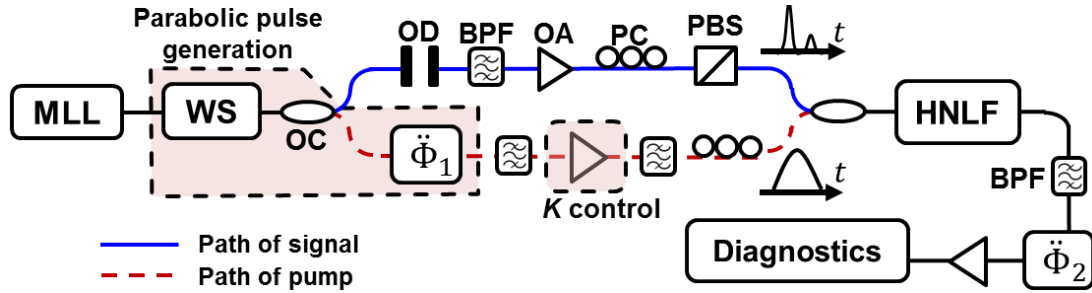 Parabolic pulse
generation
OD
BPF
OA
PC
PBS
t
MLL
WS
OC
HNLF
Φ̈₁
K control
t
BPF
Path of signal
Path of pump
Diagnostics
Φ̈₂